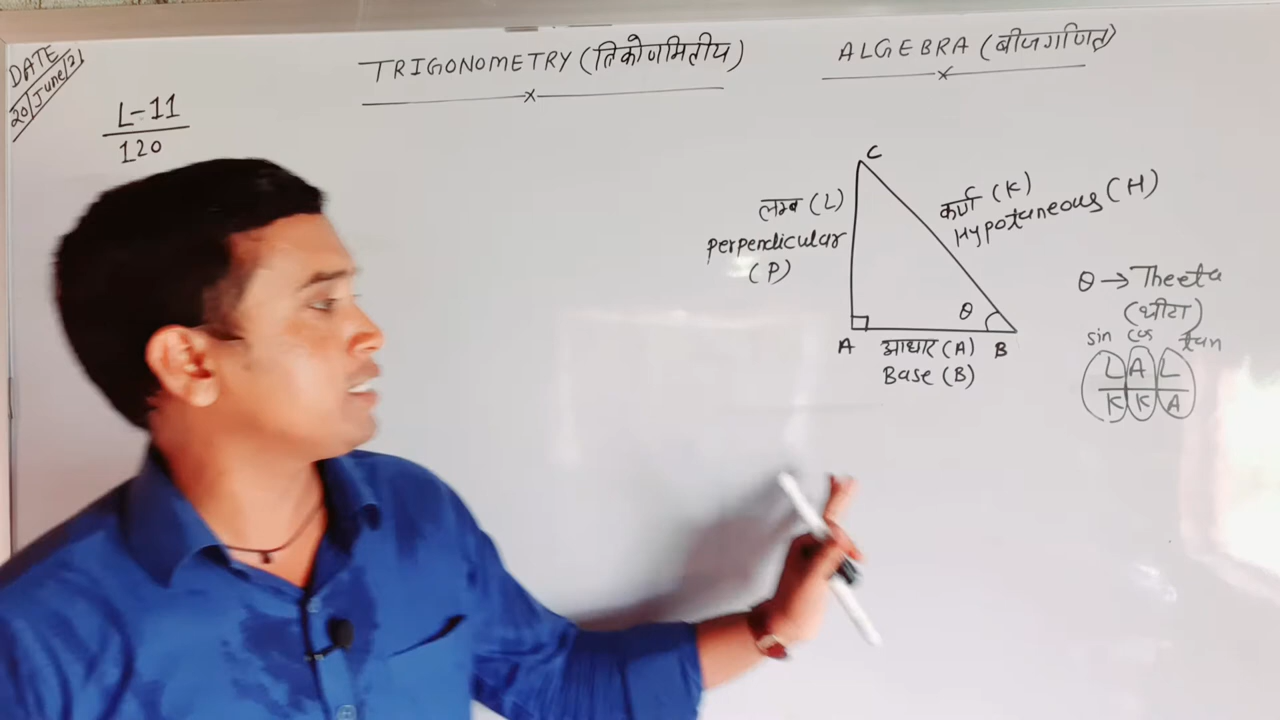 DATE
20/June/21
L-11
120
TRIGONOMETRY (त्रिकोणमितीय)
ALGEBRA (बीजगणित)
C
लम्ब (L)
perpendicular
(P)
कर्ण (K)
Hypotaneous (H)
θ
A
B
आधार (A)
Base (B)
θ → Theeta
(थीटा)
sin cos tan
L A L
K K A